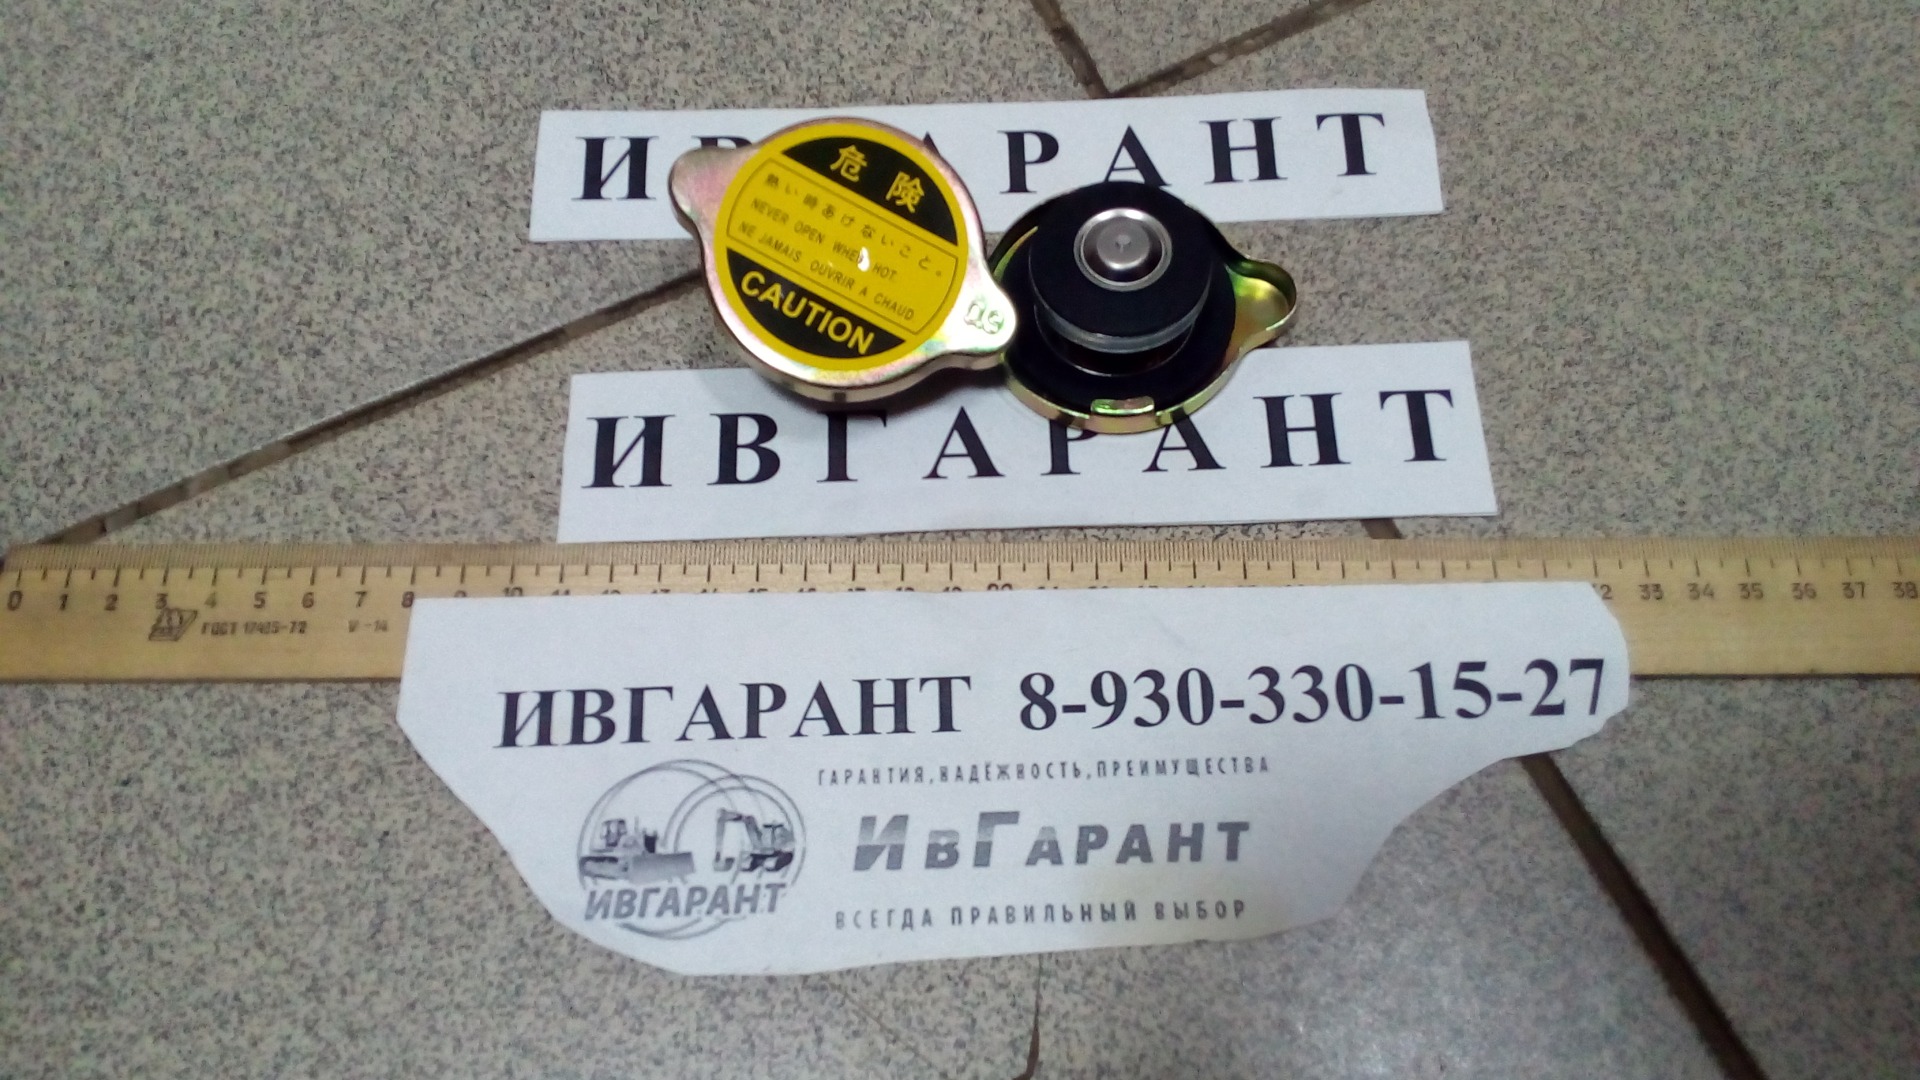 ИВГАРАНТ
危険
熱い時あけないこと。
NEVER OPEN WHEN HOT
NE JAMAIS OUVRIR À CHAUD
CAUTION
ИВГАРАНТ
0 1 2 3 4 5 6 7 8 33 34 35 36 37 38
ГОСТ 17435-72
ИВГАРАНТ 8-930-330-15-27
ГАРАНТИЯ,НАДЁЖНОСТЬ,ПРЕИМУЩЕСТВА
ИВГАРАНТ
ИвГАРАНТ
ВСЕГДА ПРАВИЛЬНЫЙ ВЫБОР